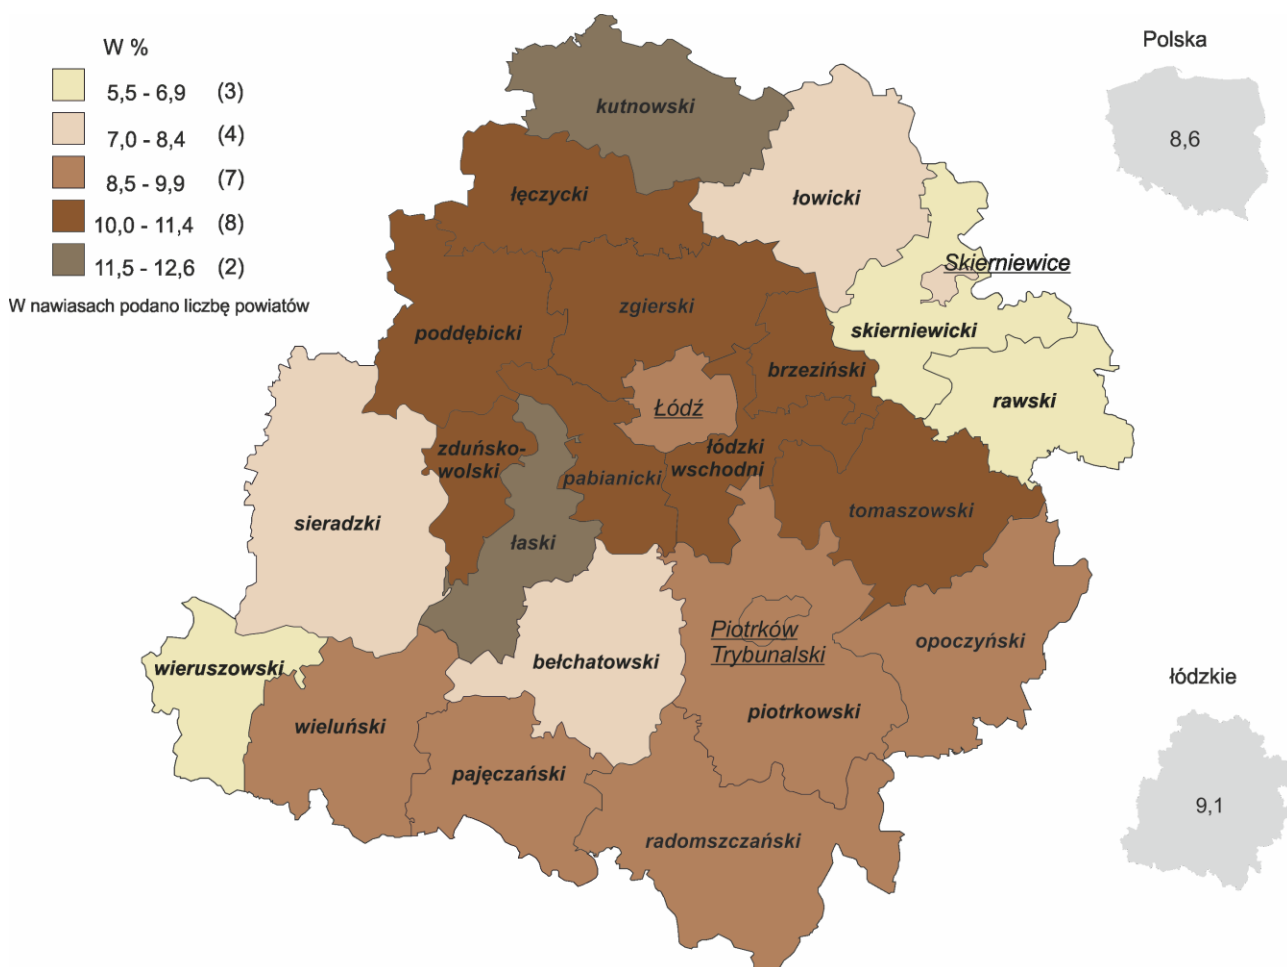 W %
5,5 - 6,9 (3)
7,0 - 8,4 (4)
8,5 - 9,9 (7)
10,0 - 11,4 (8)
11,5 - 12,6 (2)
W nawiasach podano liczbę powiatów
Polska
8,6
kutnowski
łęczycki
łowicki
Skierniewice
zgierski
skierniewicki
poddębicki
brzeziński
rawski
Łódź
zduńsko-
wolski
łódzki
wschodni
pabianicki
tomaszowski
sieradzki
łaski
Piotrków
Trybunalski
opoczyński
wieruszowski
bełchatowski
piotrkowski
wieluński
pajęczański
radomszczański
łódzkie
9,1